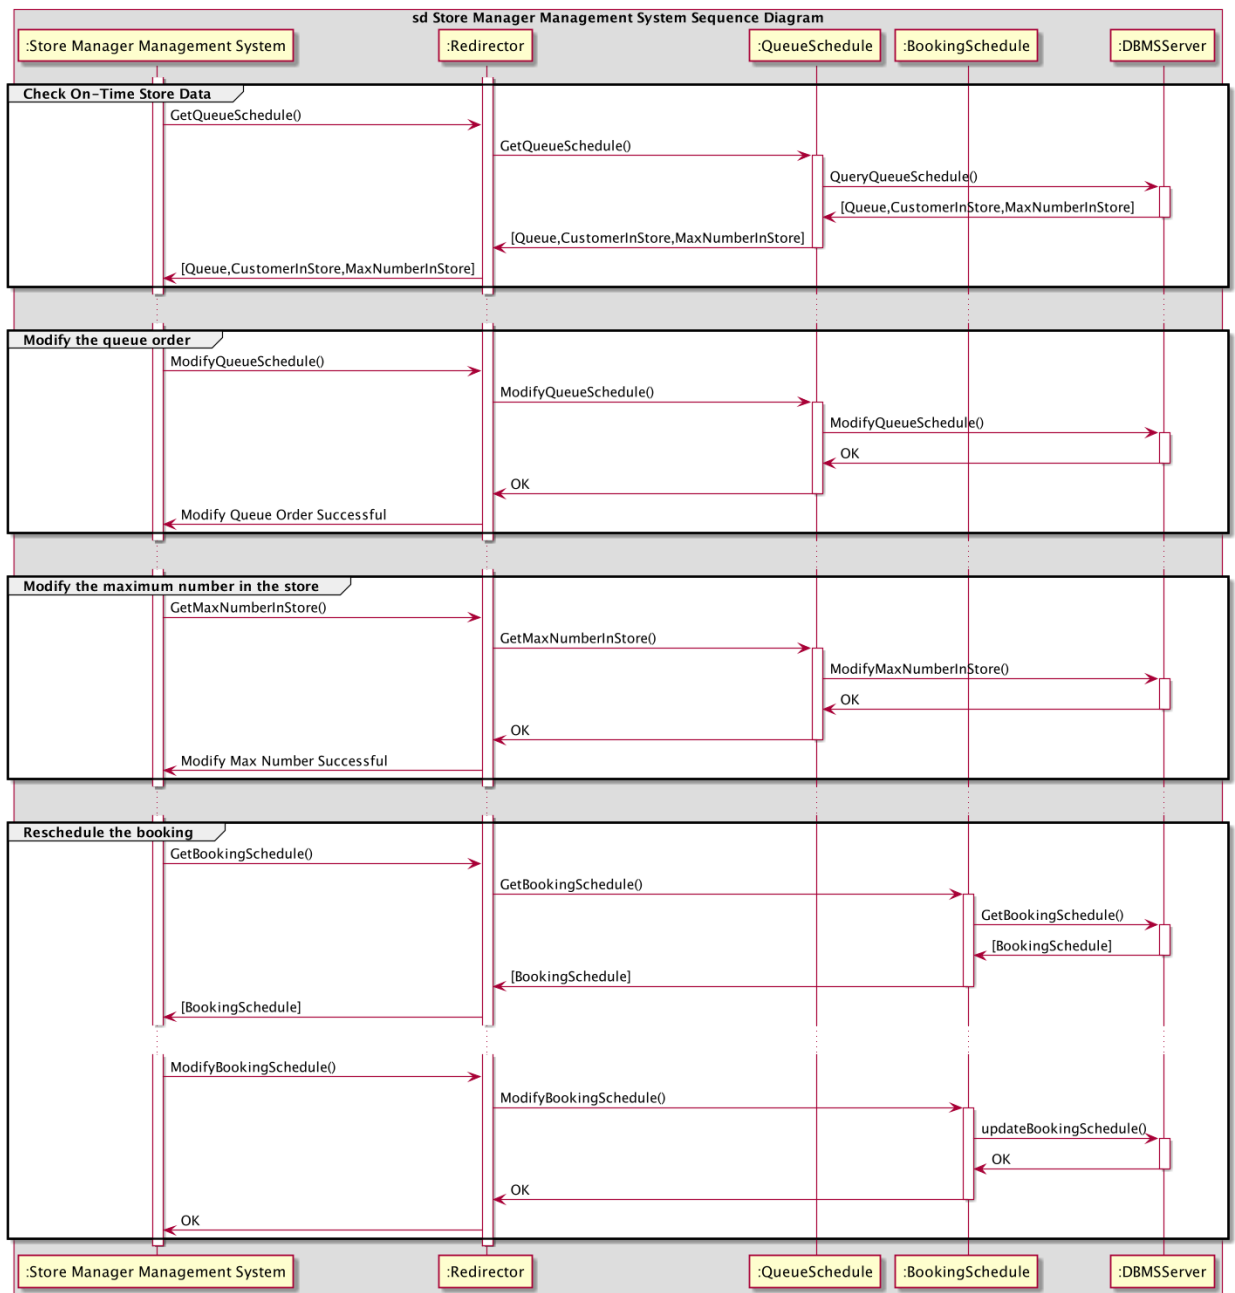 sd Store Manager Management System Sequence Diagram
:Store Manager Management System :Redirector :QueueSchedule :BookingSchedule :DBMSServer
Check On-Time Store Data
GetQueueSchedule()
GetQueueSchedule()
QueryQueueSchedule()
[Queue,CustomerInStore,MaxNumberInStore]
[Queue,CustomerInStore,MaxNumberInStore]
[Queue,CustomerInStore,MaxNumberInStore]
Modify the queue order
ModifyQueueSchedule()
ModifyQueueSchedule()
ModifyQueueSchedule()
OK
OK
Modify Queue Order Successful
Modify the maximum number in the store
GetMaxNumberInStore()
GetMaxNumberInStore()
ModifyMaxNumberInStore()
OK
OK
Modify Max Number Successful
Reschedule the booking
GetBookingSchedule()
GetBookingSchedule()
GetBookingSchedule()
[BookingSchedule]
[BookingSchedule]
[BookingSchedule]
ModifyBookingSchedule()
ModifyBookingSchedule()
updateBookingSchedule()
OK
OK
OK
:Store Manager Management System :Redirector :QueueSchedule :BookingSchedule :DBMSServer